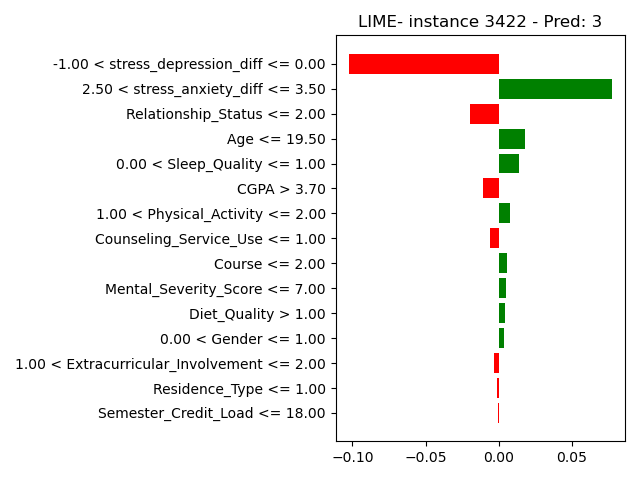 LIME- instance 3422 - Pred: 3
-1.00 < stress_depression_diff <= 0.00
2.50 < stress_anxiety_diff <= 3.50
Relationship_Status <= 2.00
Age <= 19.50
0.00 < Sleep_Quality <= 1.00
CGPA > 3.70
1.00 < Physical_Activity <= 2.00
Counseling_Service_Use <= 1.00
Course <= 2.00
Mental_Severity_Score <= 7.00
Diet_Quality > 1.00
0.00 < Gender <= 1.00
1.00 < Extracurricular_Involvement <= 2.00
Residence_Type <= 1.00
Semester_Credit_Load <= 18.00
−0.10 −0.05 0.00 0.05